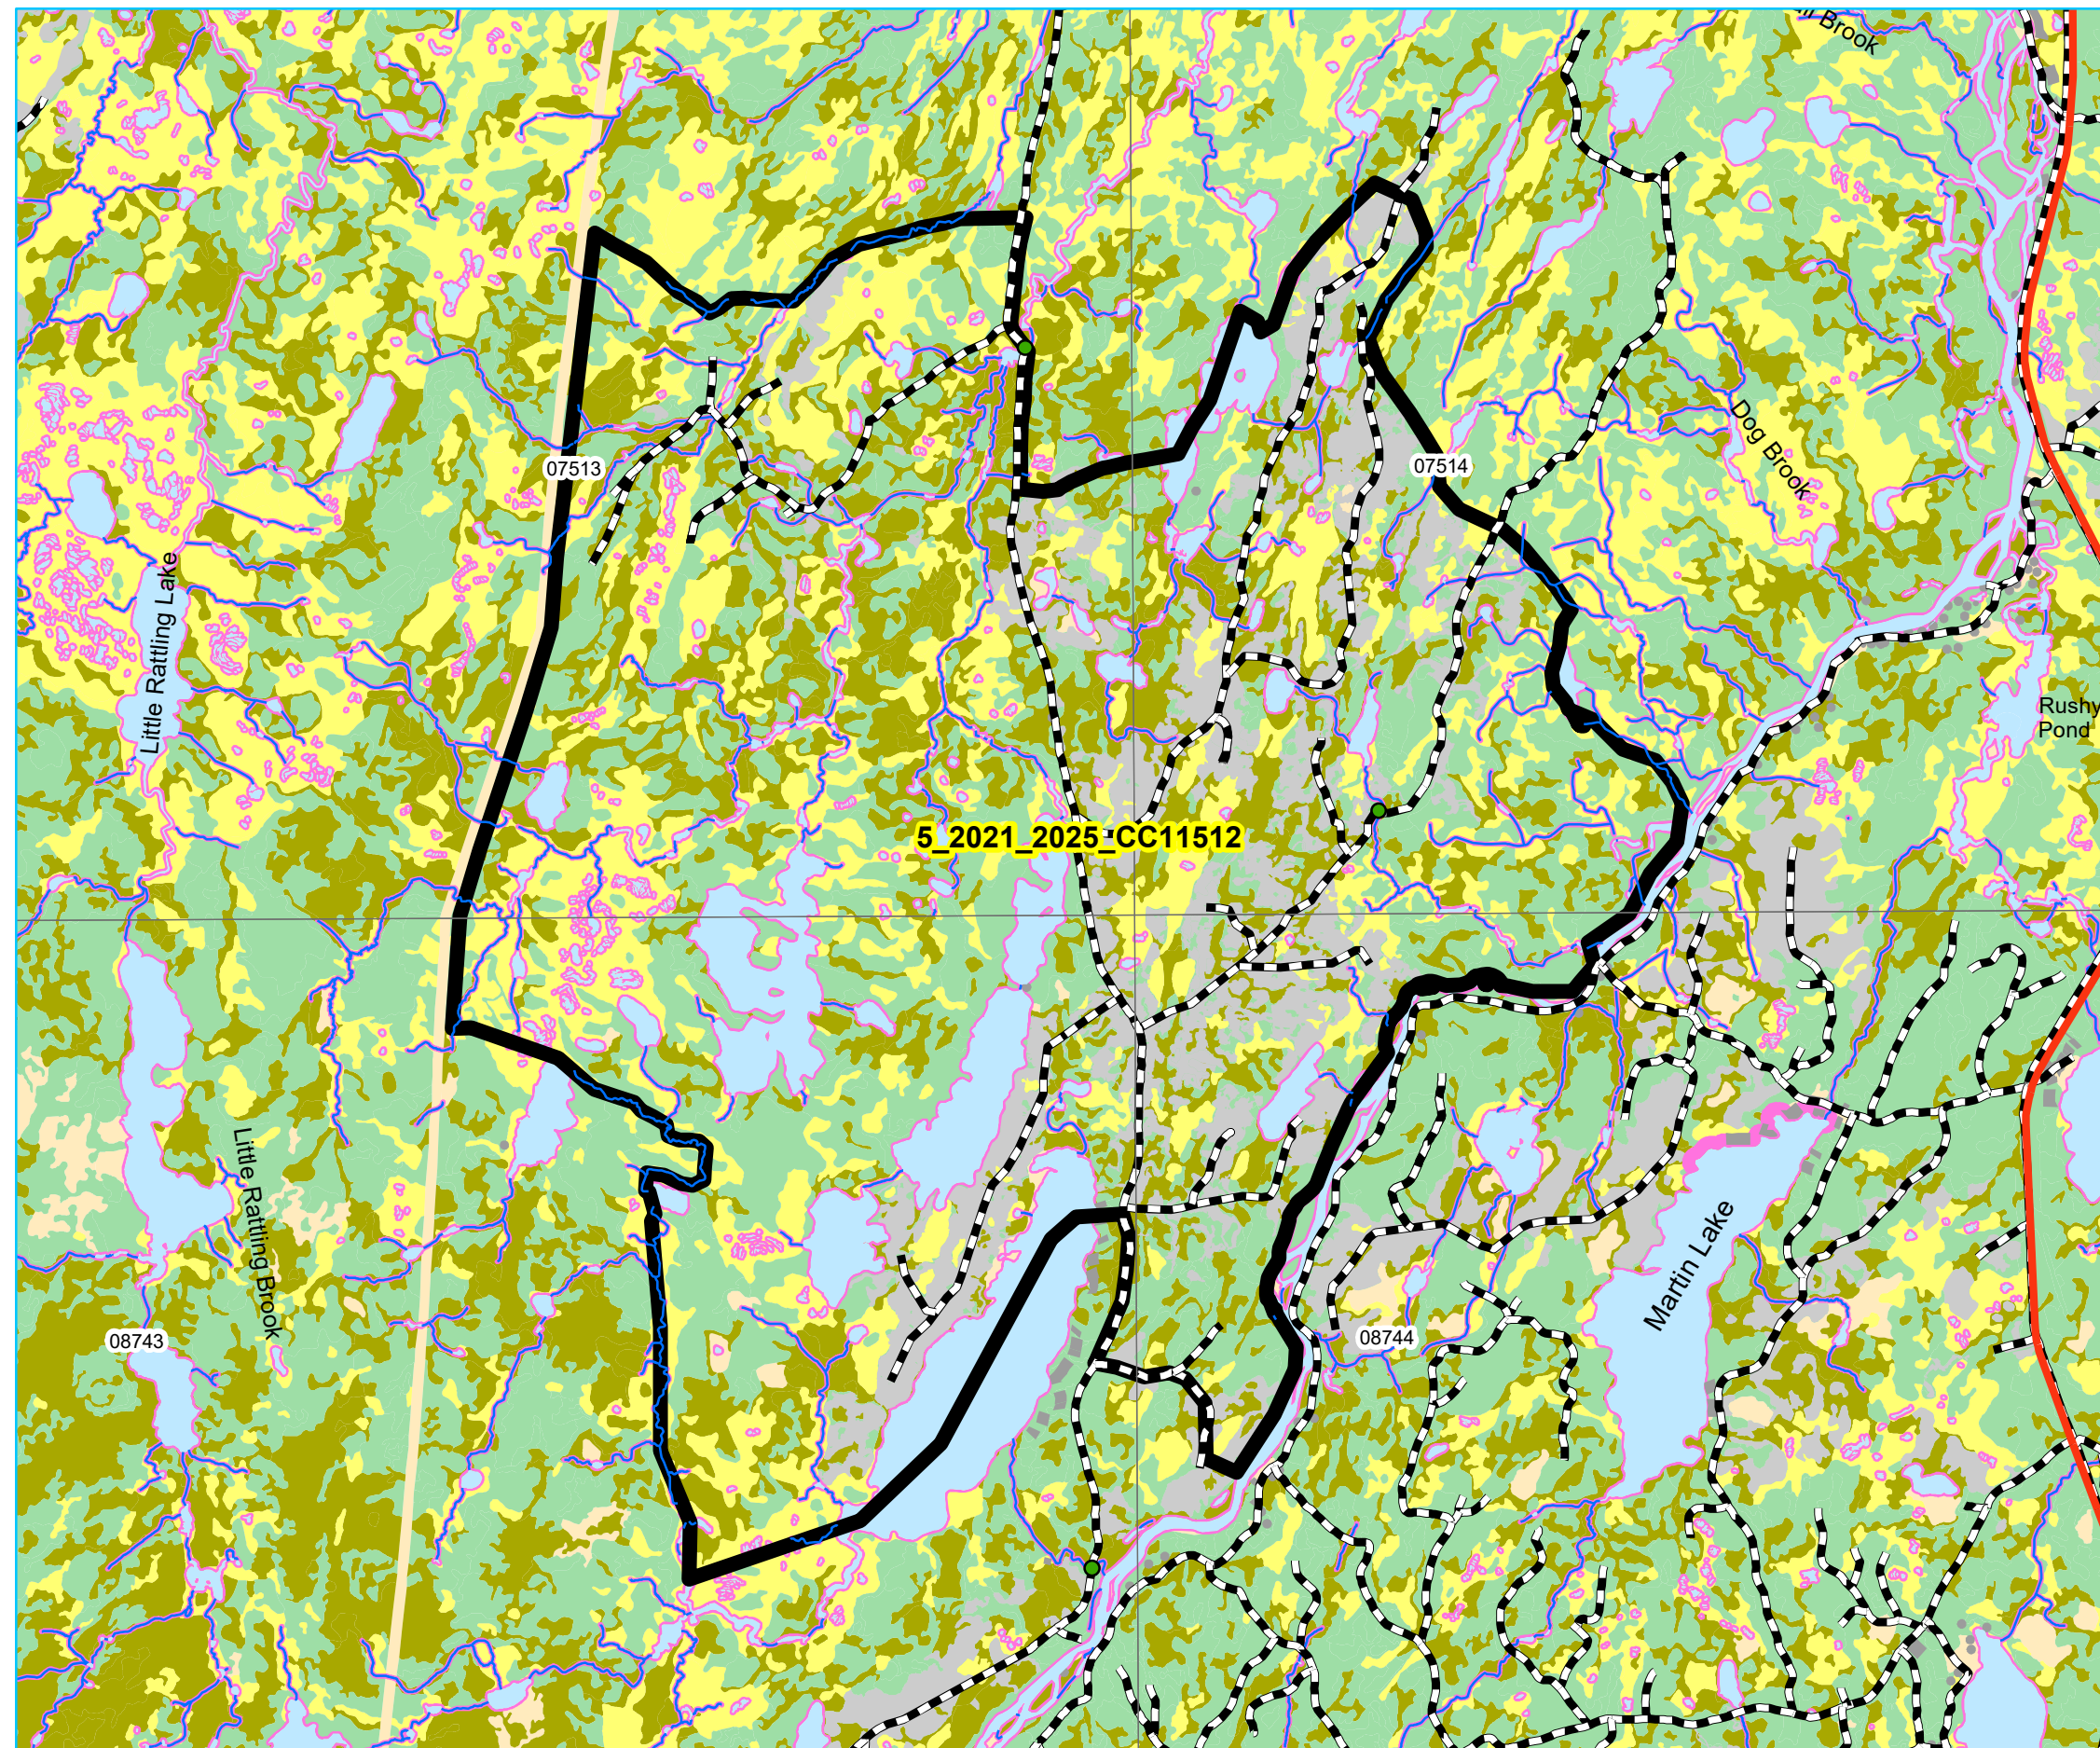 Brook
Dog Brook
07513
07514
Little Rattling Lake
Rushy
Pond
5_2021_2025_CC11512
Little Rattling Brook
Martin Lake
08743
08744